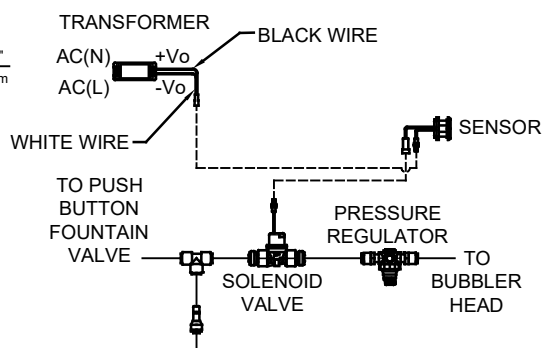 TRANSFORMER
BLACK WIRE
AC(N)
+Vo
AC(L)
-Vo
WHITE WIRE
SENSOR
TO PUSH
BUTTON
FOUNTAIN
VALVE
PRESSURE
REGULATOR
SOLENOID
VALVE
TO
BUBBLER
HEAD